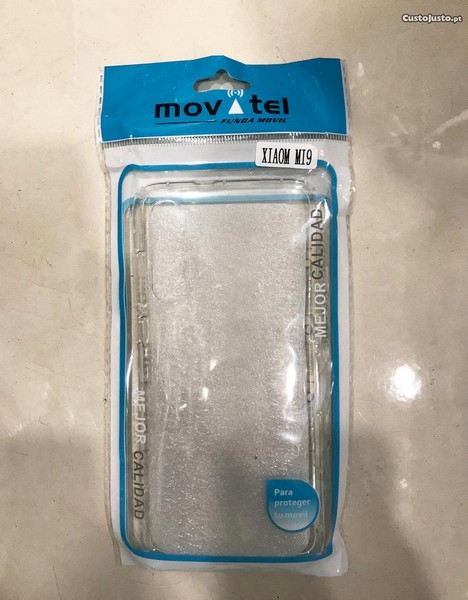 CustoJusto.pt
movatel
FUNDA MOVIL
XIAOM MI9
MEJOR CALIDAD
MEJOR CALIDAD
Para
proteger
tu movil